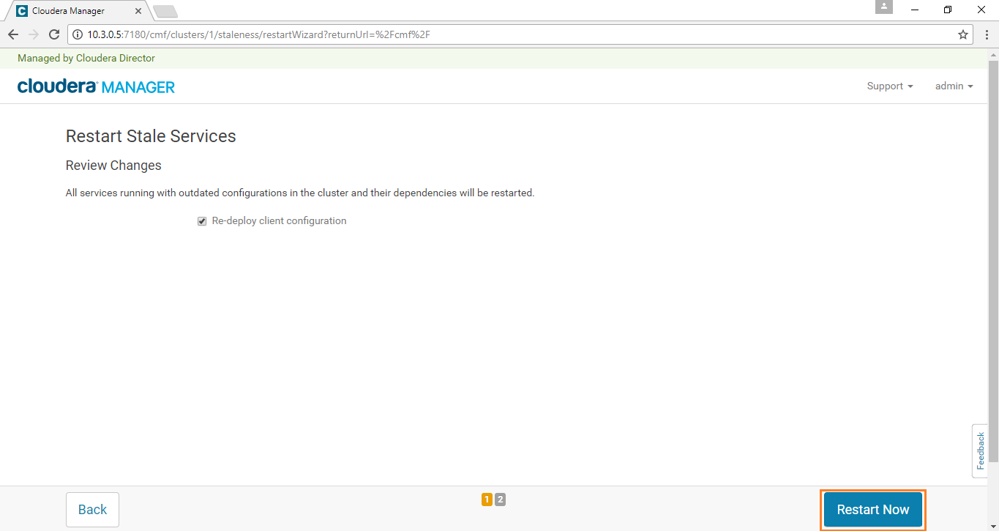 Cloudera Manager
10.3.0.5:7180/cmf/clusters/1/staleness/restartWizard?returnUrl=%2Fcmf%2F
Managed by Cloudera Director
cloudera MANAGER
Support
admin
Restart Stale Services
Review Changes
All services running with outdated configurations in the cluster and their dependencies will be restarted.
Re-deploy client configuration
Feedback
Back
1 2
Restart Now